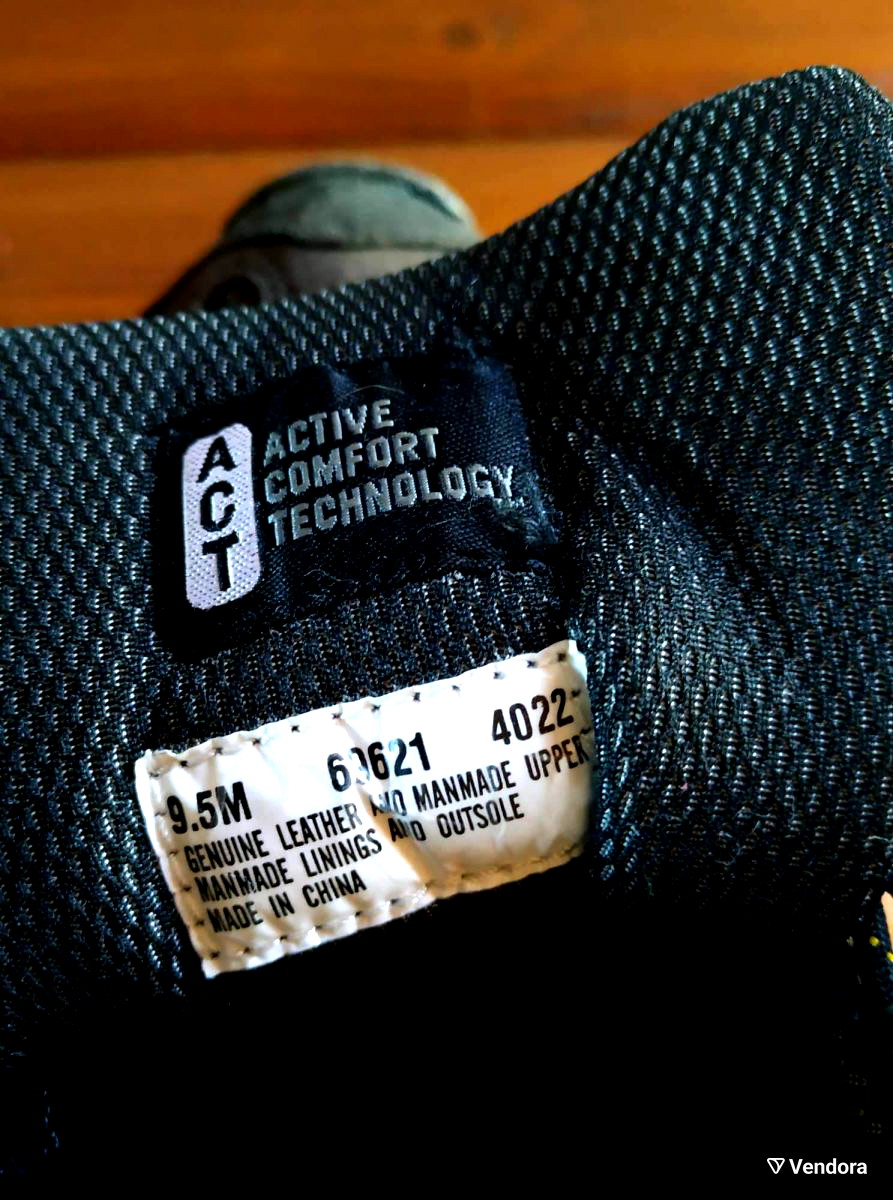 ACT
ACTIVE
COMFORT
TECHNOLOGY
9.5M 4022
GENUINE LEATHER AND MANMADE UPPER
MANMADE LININGS AND OUTSOLE
MADE IN CHINA
Vendora